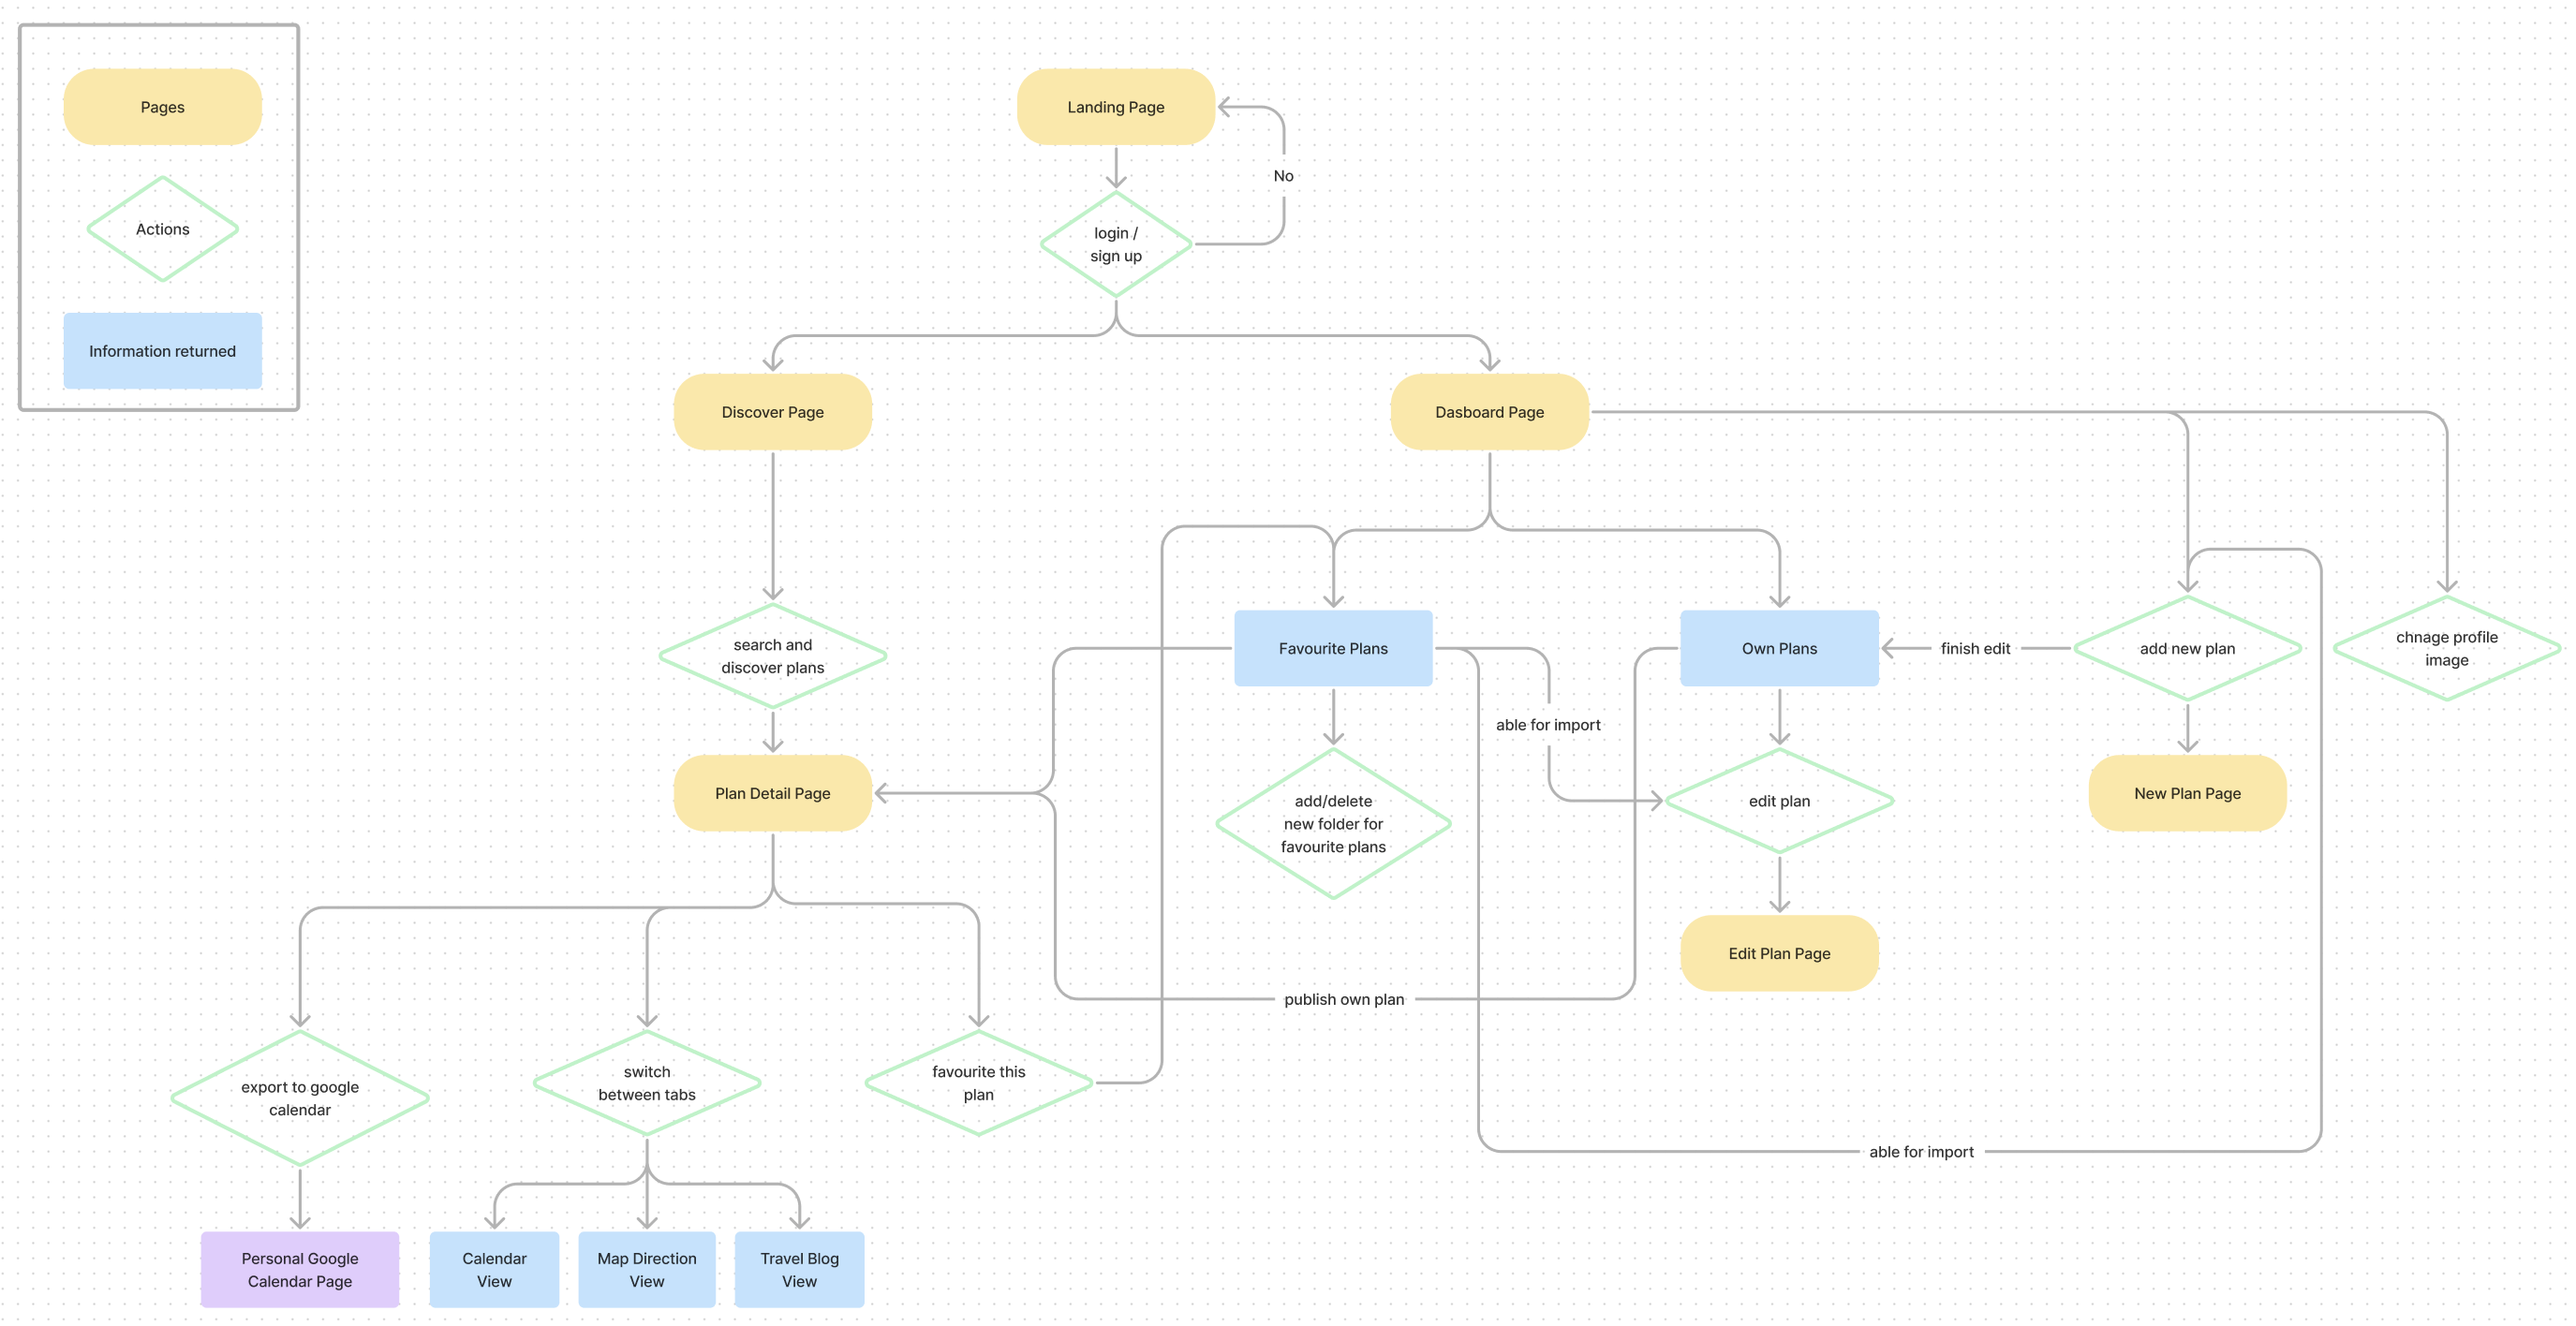 Pages
Actions
Information returned
Landing Page
No
login /
sign up
Discover Page
Dasboard Page
search and
discover plans
Favourite Plans
Own Plans
finish edit
add new plan
chnage profile
image
able for import
Plan Detail Page
add/delete
new folder for
favourite plans
edit plan
New Plan Page
Edit Plan Page
publish own plan
export to google
calendar
switch
between tabs
favourite this
plan
able for import
Personal Google
Calendar Page
Calendar
View
Map Direction
View
Travel Blog
View